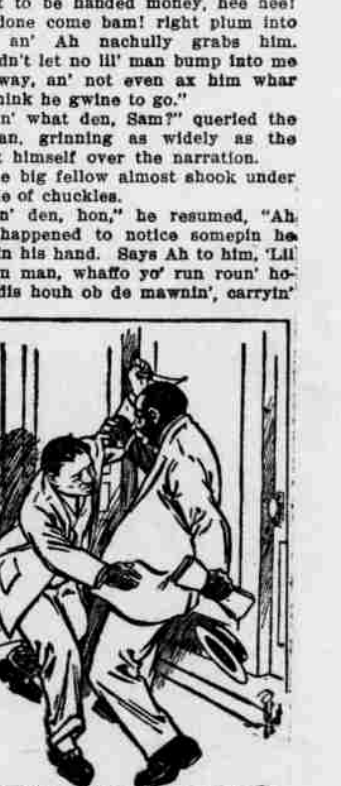 to be handed money, hee hee!
done come bam! right plum into
an' Ah nachully grabs him.
dn't let no lil' man bump into me
way, an' not even ax him whar
hink he gwine to go."
n' what den, Sam?" queried the
an, grinning as widely as the
himself over the narration.
e big fellow almost shook under
e of chuckles.
n' den, hon," he resumed, "Ah
happened to notice somepin he
n his hand. Says Ah to him, 'Lil'
n man, whaffo yo' run roun' ho-
dis houh ob de mawnin', carryin'